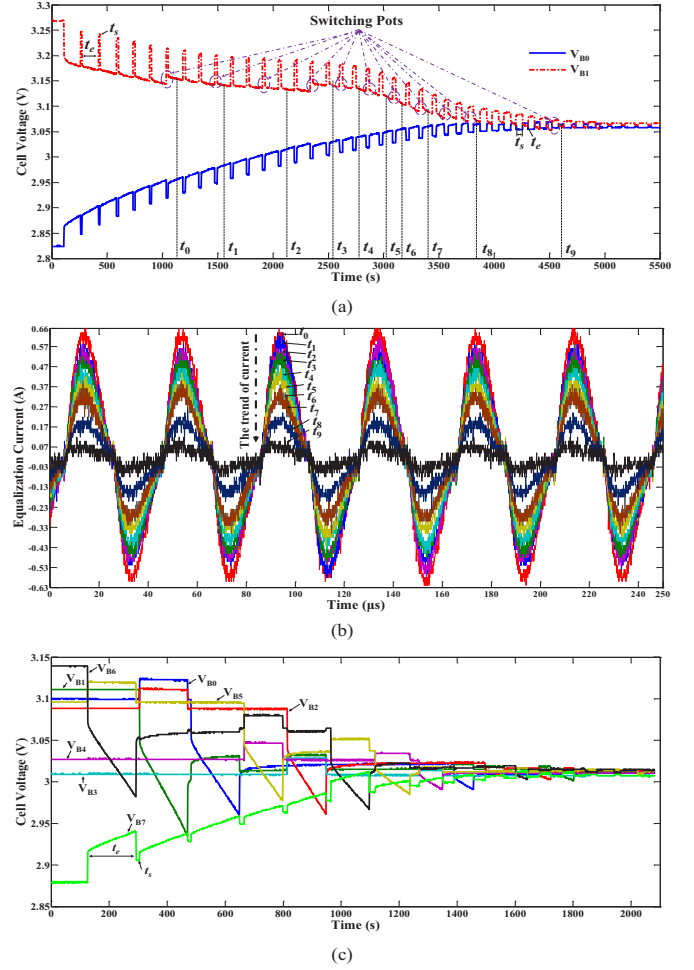 Switching Pots
V_B0
V_B1
t_e
t_s
t_s
t_e
t_0
t_1
t_2
t_3
t_4
t_5
t_6
t_7
t_8
t_9
Cell Voltage (V)
3.3
3.25
3.2
3.15
3.1
3.05
3
2.95
2.9
2.85
2.8
0 500 1000 1500 2000 2500 3000 3500 4000 4500 5000 5500
Time (s)
(a)
Equalization Current (A)
0.66
0.57
0.47
0.37
0.27
0.17
0.07
-0.03
-0.13
-0.23
-0.33
-0.43
-0.53
-0.63
The trend of current
t_0
t_1
t_2
t_3
t_4
t_5
t_6
t_7
t_8
t_9
0 20 40 60 80 100 120 140 160 180 200 220 240 250
Time (μs)
(b)
Cell Voltage (V)
3.15
3.1
3.05
3
2.95
2.9
2.85
V_B6
V_B1
V_B0
V_B5
V_B2
V_B4
V_B3
V_B7
t_e
t_s
0 200 400 600 800 1000 1200 1400 1600 1800 2000
Time (s)
(c)